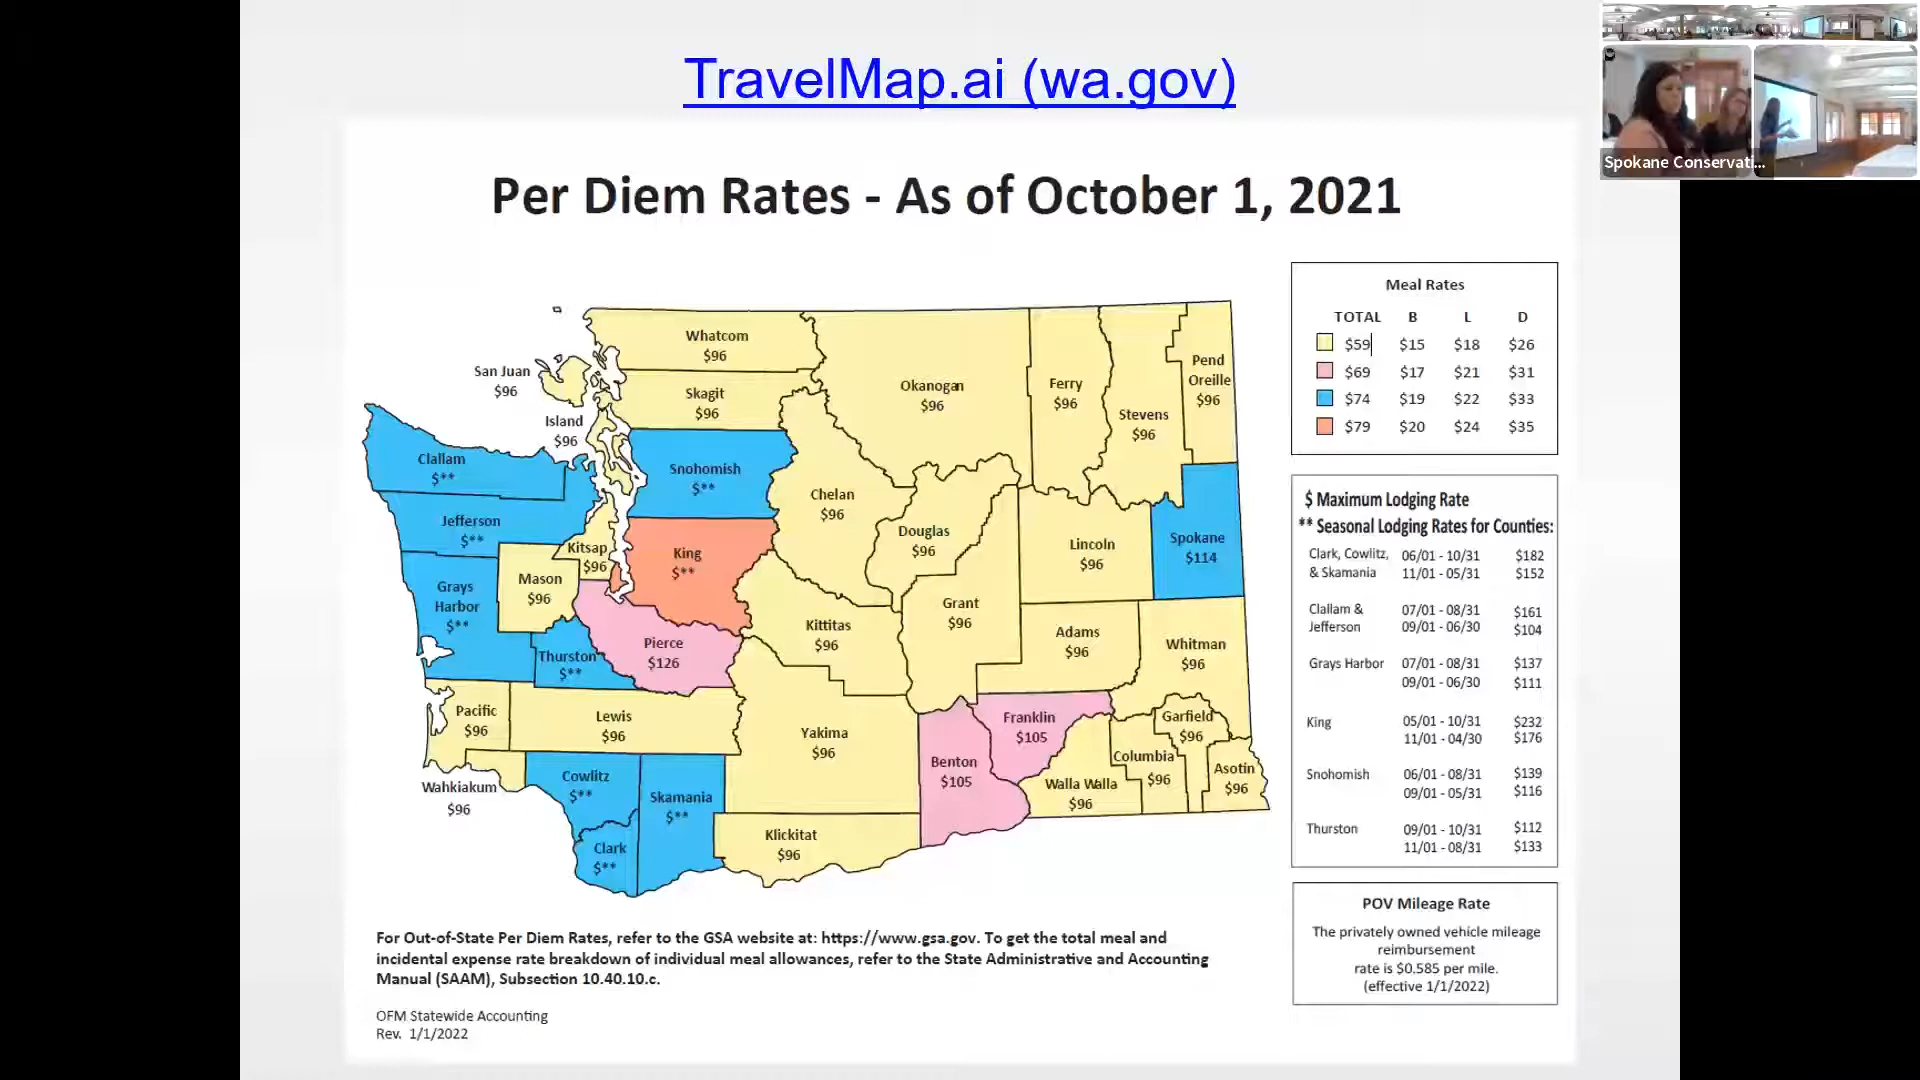 TravelMap.ai (wa.gov)
Spokane Conservati...
Per Diem Rates - As of October 1, 2021
Meal Rates
TOTAL B L D
$59 $15 $18 $26
$69 $17 $21 $31
$74 $19 $22 $33
$79 $20 $24 $35
Whatcom
$96
San Juan
$96
Skagit
$96
Island
$96
Okanogan
$96
Ferry
$96
Stevens
$96
Pend
Oreille
$96
Clallam
$**
Snohomish
$**
Chelan
$96
Jefferson
$**
Kitsap
$96
King
$**
Douglas
$96
Lincoln
$96
Spokane
$114
Grays
Harbor
$**
Mason
$96
Grant
$96
Kittitas
$96
Adams
$96
Whitman
$96
Thurston
$**
Pierce
$126
Pacific
$96
Lewis
$96
Yakima
$96
Franklin
$105
Benton
$105
Garfield
$96
Columbia
$96
Walla Walla
$96
Asotin
$96
Wahkiakum
$96
Cowlitz
$**
Skamania
$**
Clark
$**
Klickitat
$96
$ Maximum Lodging Rate
** Seasonal Lodging Rates for Counties:
Clark, Cowlitz, 06/01 - 10/31 $182
& Skamania 11/01 - 05/31 $152
Clallam & 07/01 - 08/31 $161
Jefferson 09/01 - 06/30 $104
Grays Harbor 07/01 - 08/31 $137
09/01 - 06/30 $111
King 05/01 - 10/31 $232
11/01 - 04/30 $176
Snohomish 06/01 - 08/31 $139
09/01 - 05/31 $116
Thurston 09/01 - 10/31 $112
11/01 - 08/31 $133
POV Mileage Rate
The privately owned vehicle mileage
reimbursement
rate is $0.585 per mile.
(effective 1/1/2022)
For Out-of-State Per Diem Rates, refer to the GSA website at: https://www.gsa.gov. To get the total meal and
incidental expense rate breakdown of individual meal allowances, refer to the State Administrative and Accounting
Manual (SAAM), Subsection 10.40.10.c.
OFM Statewide Accounting
Rev. 1/1/2022